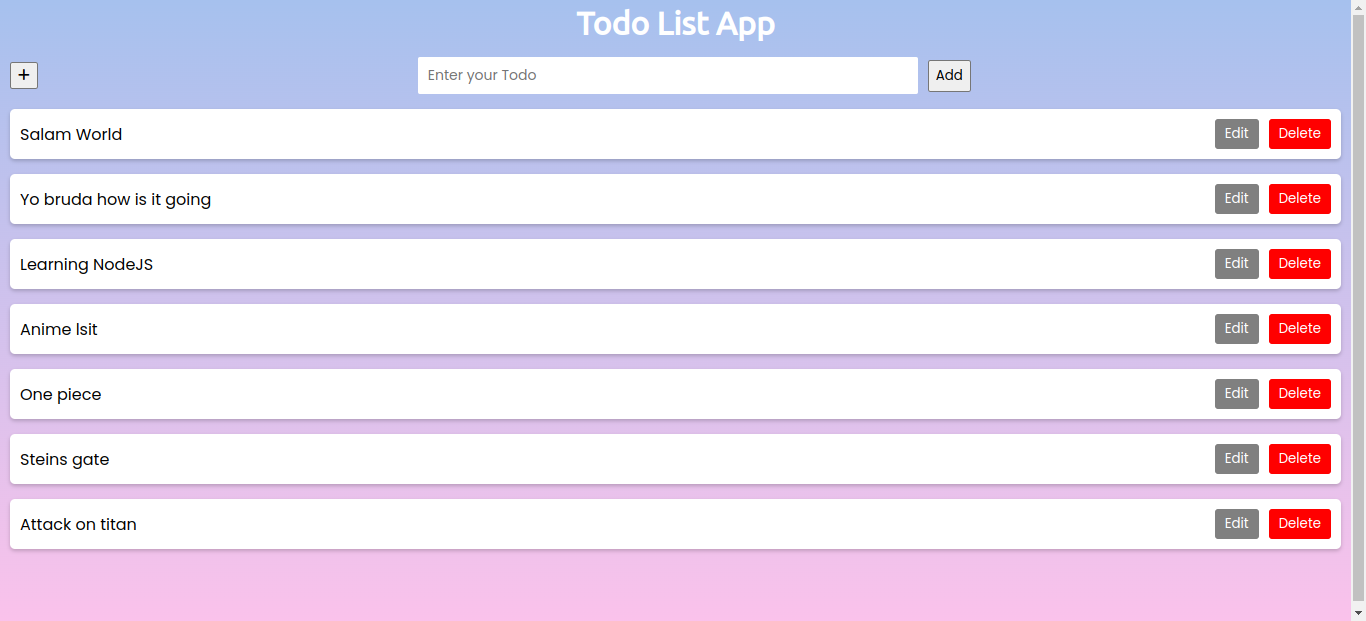 Todo List App
+ Enter your Todo Add
Salam World Edit Delete
Yo bruda how is it going Edit Delete
Learning NodeJS Edit Delete
Anime lsit Edit Delete
One piece Edit Delete
Steins gate Edit Delete
Attack on titan Edit Delete